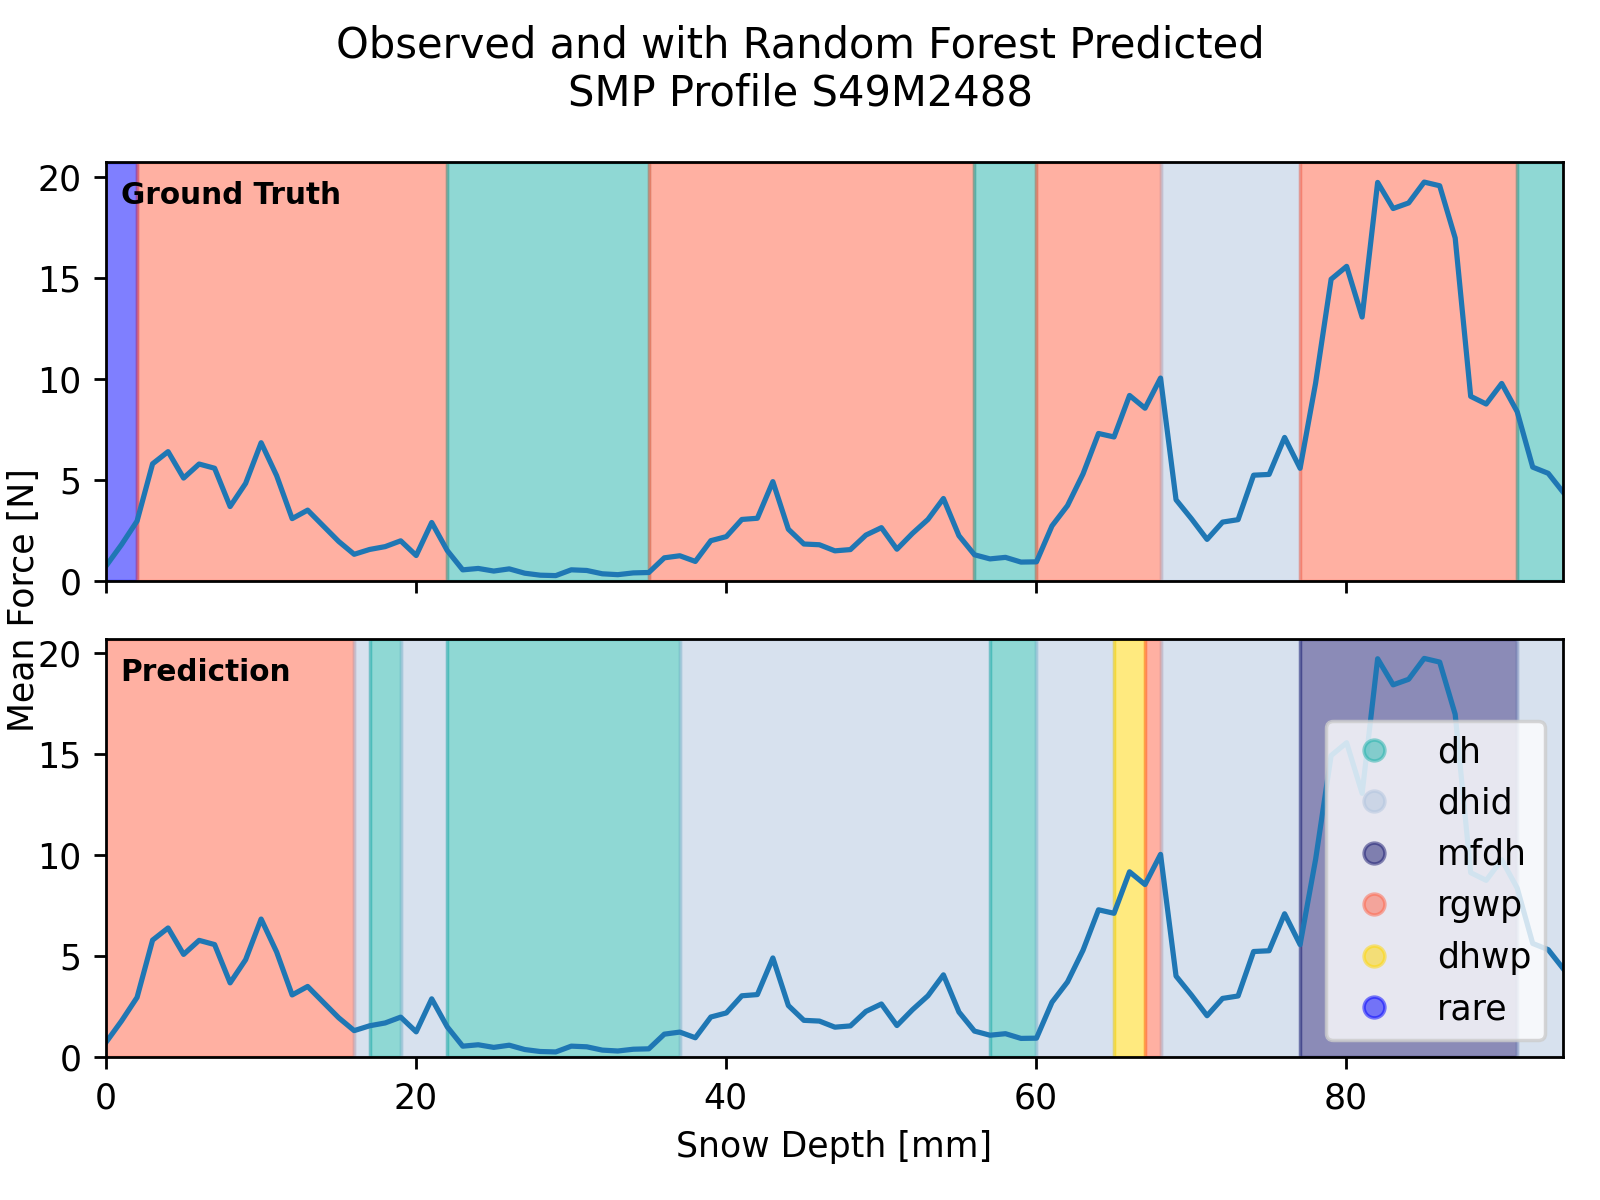 Observed and with Random Forest Predicted
SMP Profile S49M2488
Ground Truth
20
15
10
5
0
Mean Force [N]
Prediction
20
15
10
5
0
dh
dhid
mfdh
rgwp
dhwp
rare
0 20 40 60 80
Snow Depth [mm]